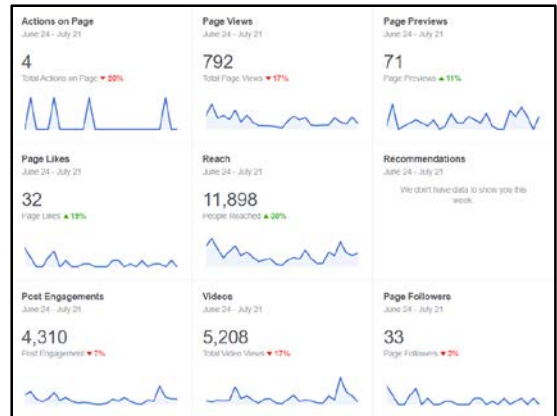 Actions on Page
June 24 - July 21
4
Total Actions on Page ▼ 20%
Page Views
June 24 - July 21
792
Total Page Views ▼ 17%
Page Previews
June 24 - July 21
71
Page Previews ▲ 11%
Page Likes
June 24 - July 21
32
Page Likes ▲ 19%
Reach
June 24 - July 21
11,898
People Reached ▲ 38%
Recommendations
June 24 - July 21
We don't have data to show you this
week.
Post Engagements
June 24 - July 21
4,310
Post Engagement ▼ 7%
Videos
June 24 - July 21
5,208
Total Video Views ▼ 17%
Page Followers
June 24 - July 21
33
Page Followers ▼ 3%